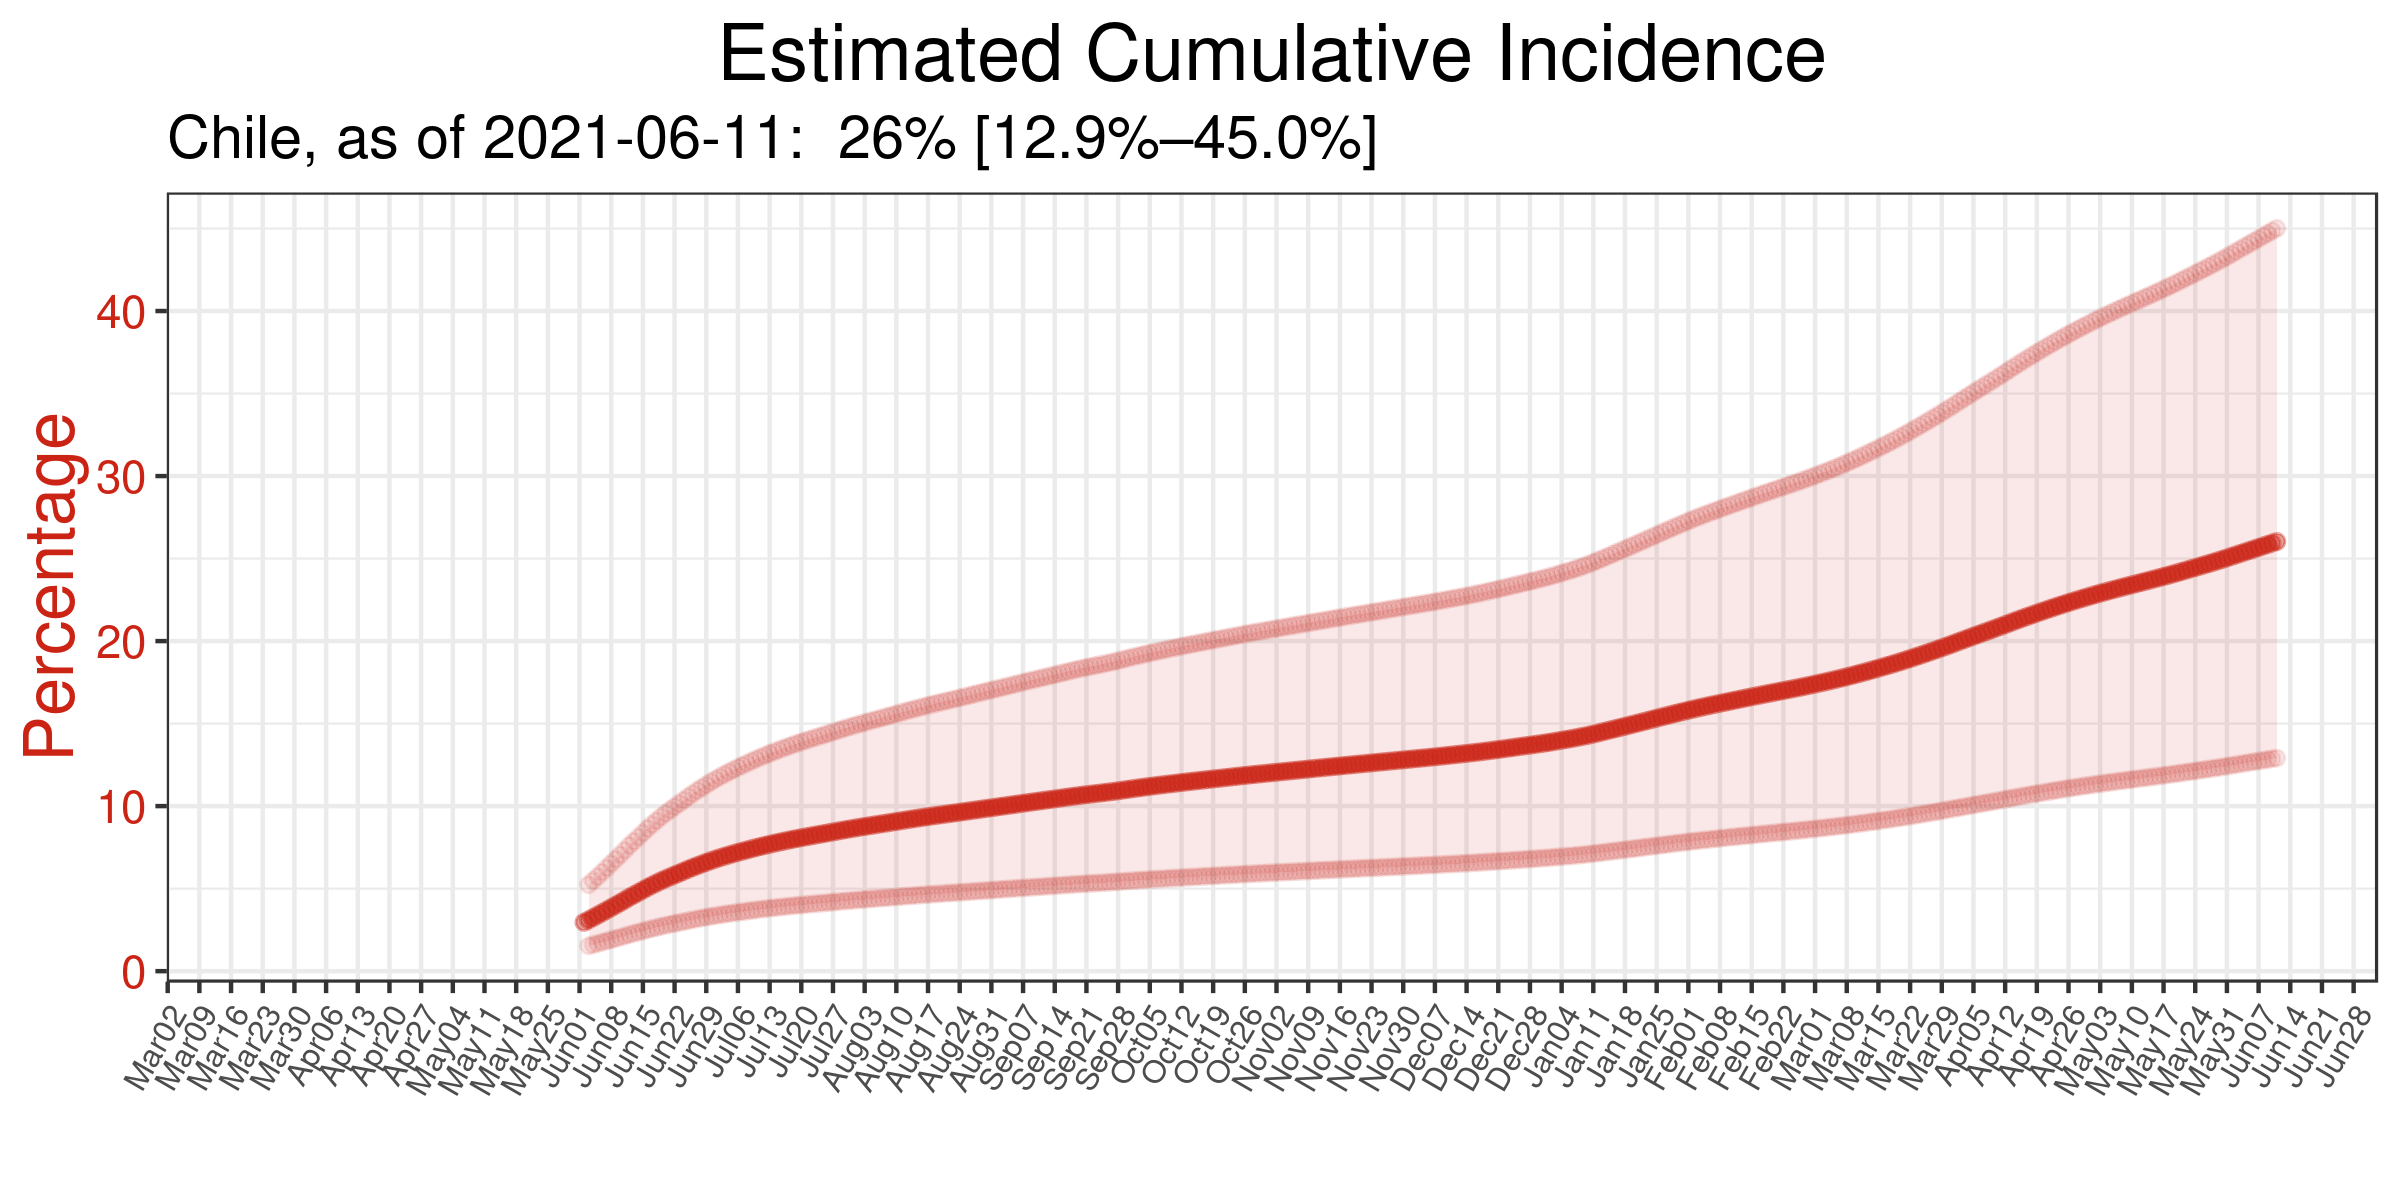 Estimated Cumulative Incidence
Chile, as of 2021-06-11:  26% [12.9%–45.0%]
Percentage
40
30
20
10
0
Mar02
Mar09
Mar16
Mar23
Mar30
Apr06
Apr13
Apr20
Apr27
May04
May11
May18
May25
Jun01
Jun08
Jun15
Jun22
Jun29
Jul06
Jul13
Jul20
Jul27
Aug03
Aug10
Aug17
Aug24
Aug31
Sep07
Sep14
Sep21
Sep28
Oct05
Oct12
Oct19
Oct26
Nov02
Nov09
Nov16
Nov23
Nov30
Dec07
Dec14
Dec21
Dec28
Jan04
Jan11
Jan18
Jan25
Feb01
Feb08
Feb15
Feb22
Mar01
Mar08
Mar15
Mar22
Mar29
Apr05
Apr12
Apr19
Apr26
May03
May10
May17
May24
May31
Jun07
Jun14
Jun21
Jun28